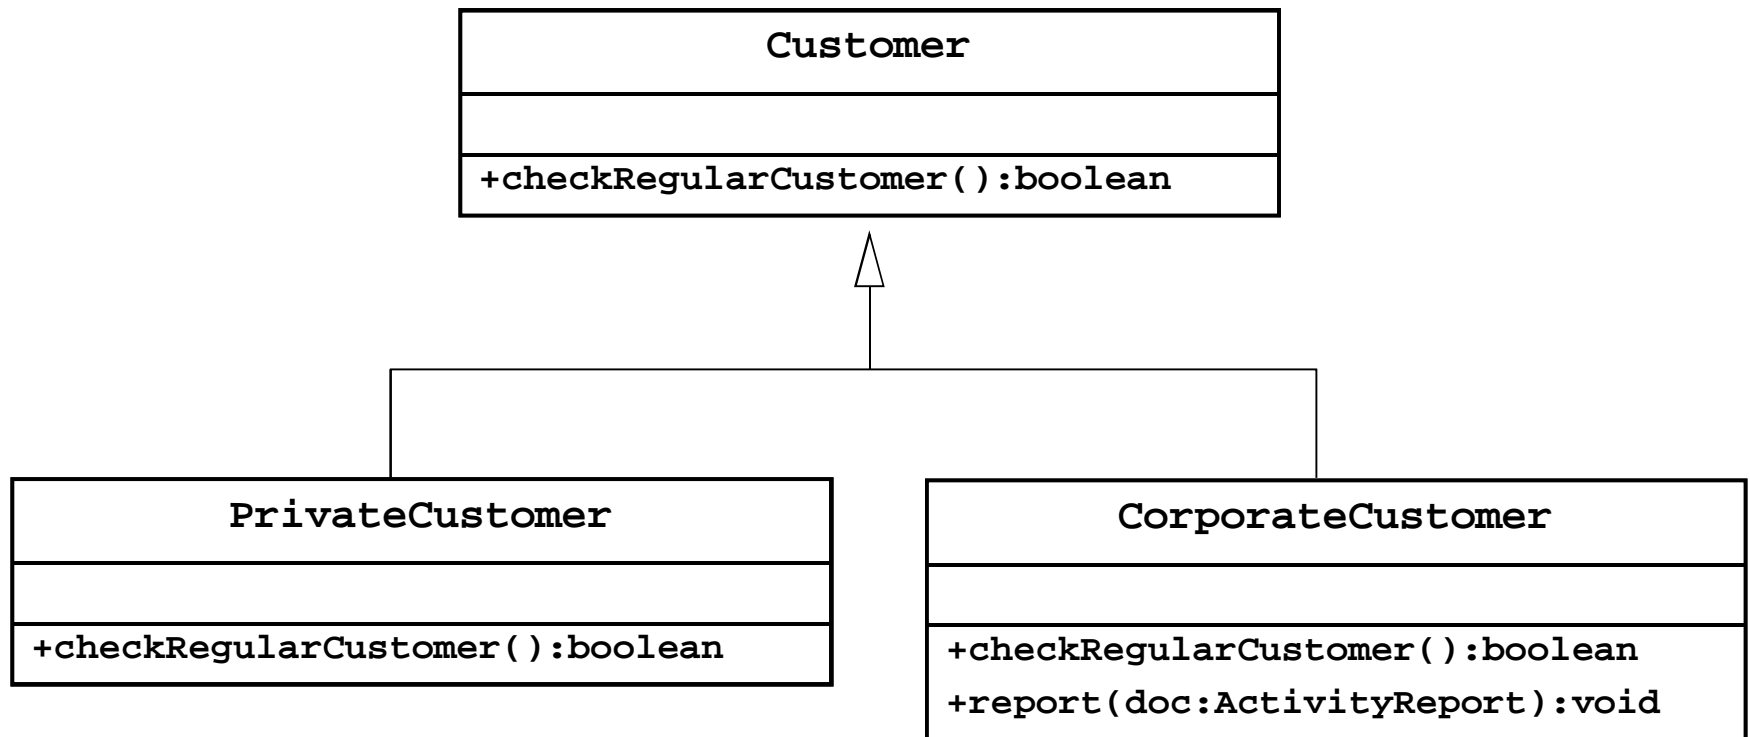 Customer
+checkRegularCustomer():boolean
PrivateCustomer
+checkRegularCustomer():boolean
CorporateCustomer
+checkRegularCustomer():boolean
+report(doc:ActivityReport):void